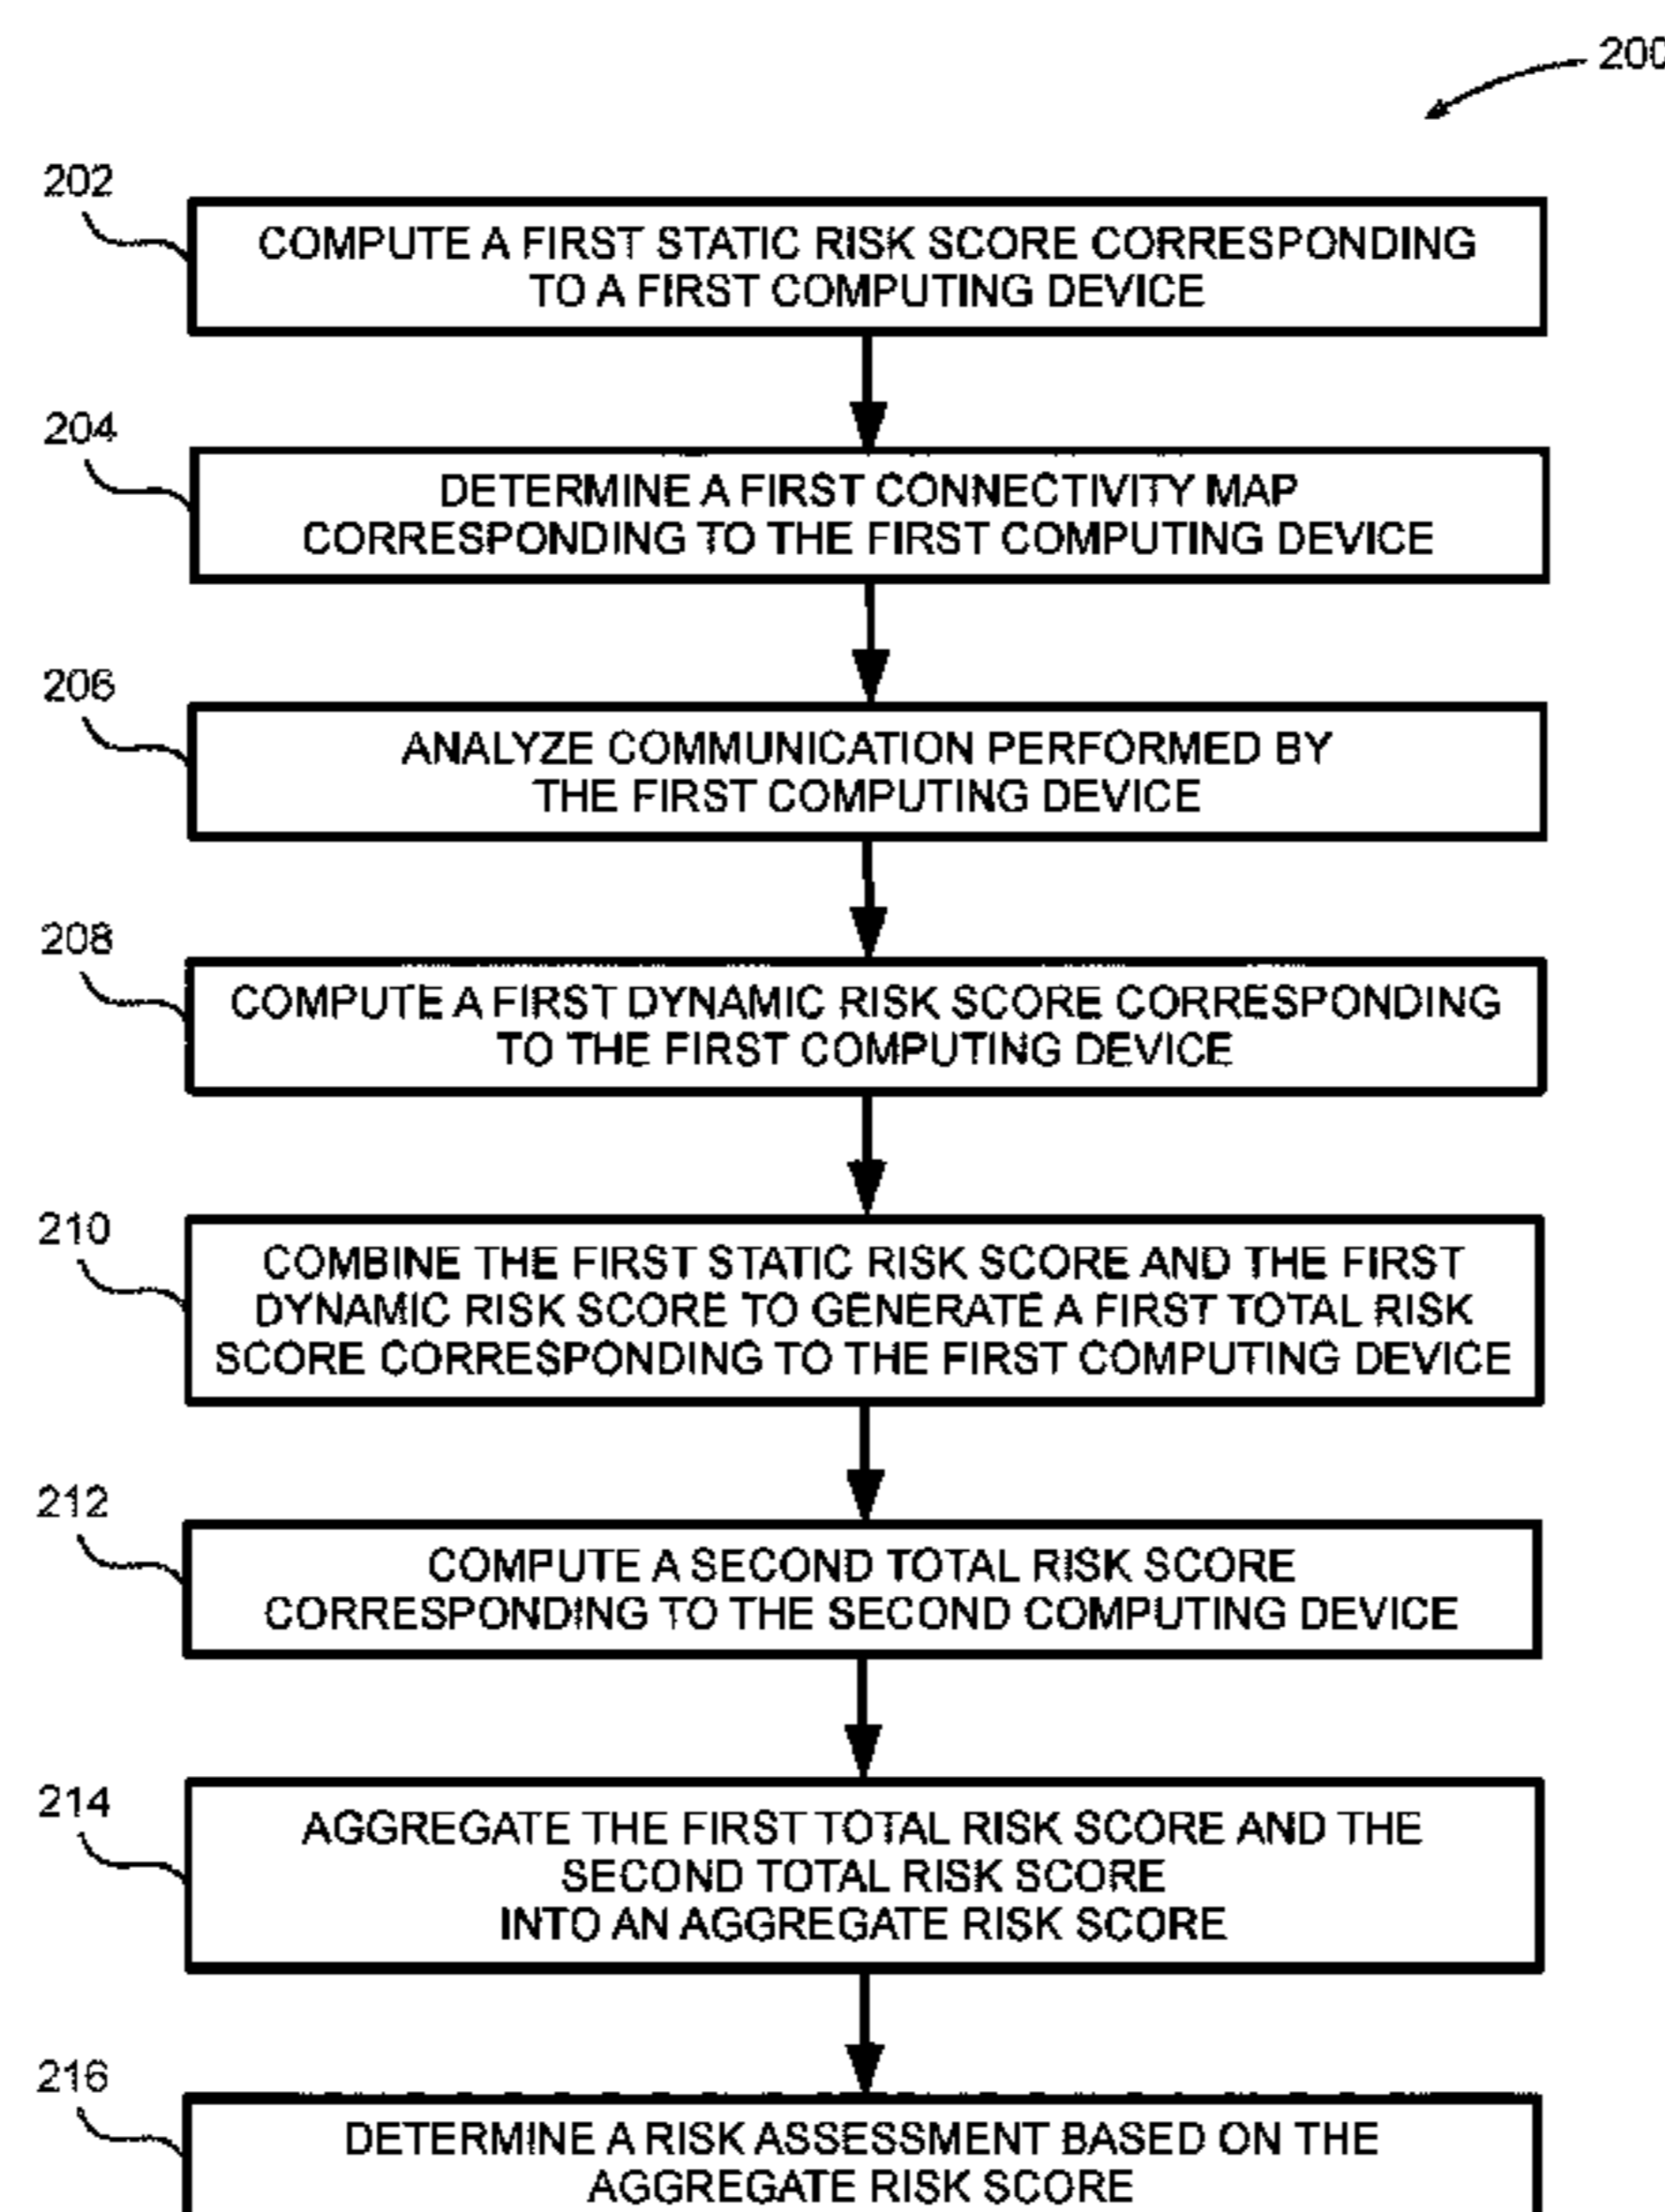 200
202
COMPUTE A FIRST STATIC RISK SCORE CORRESPONDING
TO A FIRST COMPUTING DEVICE
204
DETERMINE A FIRST CONNECTIVITY MAP
CORRESPONDING TO THE FIRST COMPUTING DEVICE
206
ANALYZE COMMUNICATION PERFORMED BY
THE FIRST COMPUTING DEVICE
208
COMPUTE A FIRST DYNAMIC RISK SCORE CORRESPONDING
TO THE FIRST COMPUTING DEVICE
210
COMBINE THE FIRST STATIC RISK SCORE AND THE FIRST
DYNAMIC RISK SCORE TO GENERATE A FIRST TOTAL RISK
SCORE CORRESPONDING TO THE FIRST COMPUTING DEVICE
212
COMPUTE A SECOND TOTAL RISK SCORE
CORRESPONDING TO THE SECOND COMPUTING DEVICE
214
AGGREGATE THE FIRST TOTAL RISK SCORE AND THE
SECOND TOTAL RISK SCORE
INTO AN AGGREGATE RISK SCORE
216
DETERMINE A RISK ASSESSMENT BASED ON THE
AGGREGATE RISK SCORE